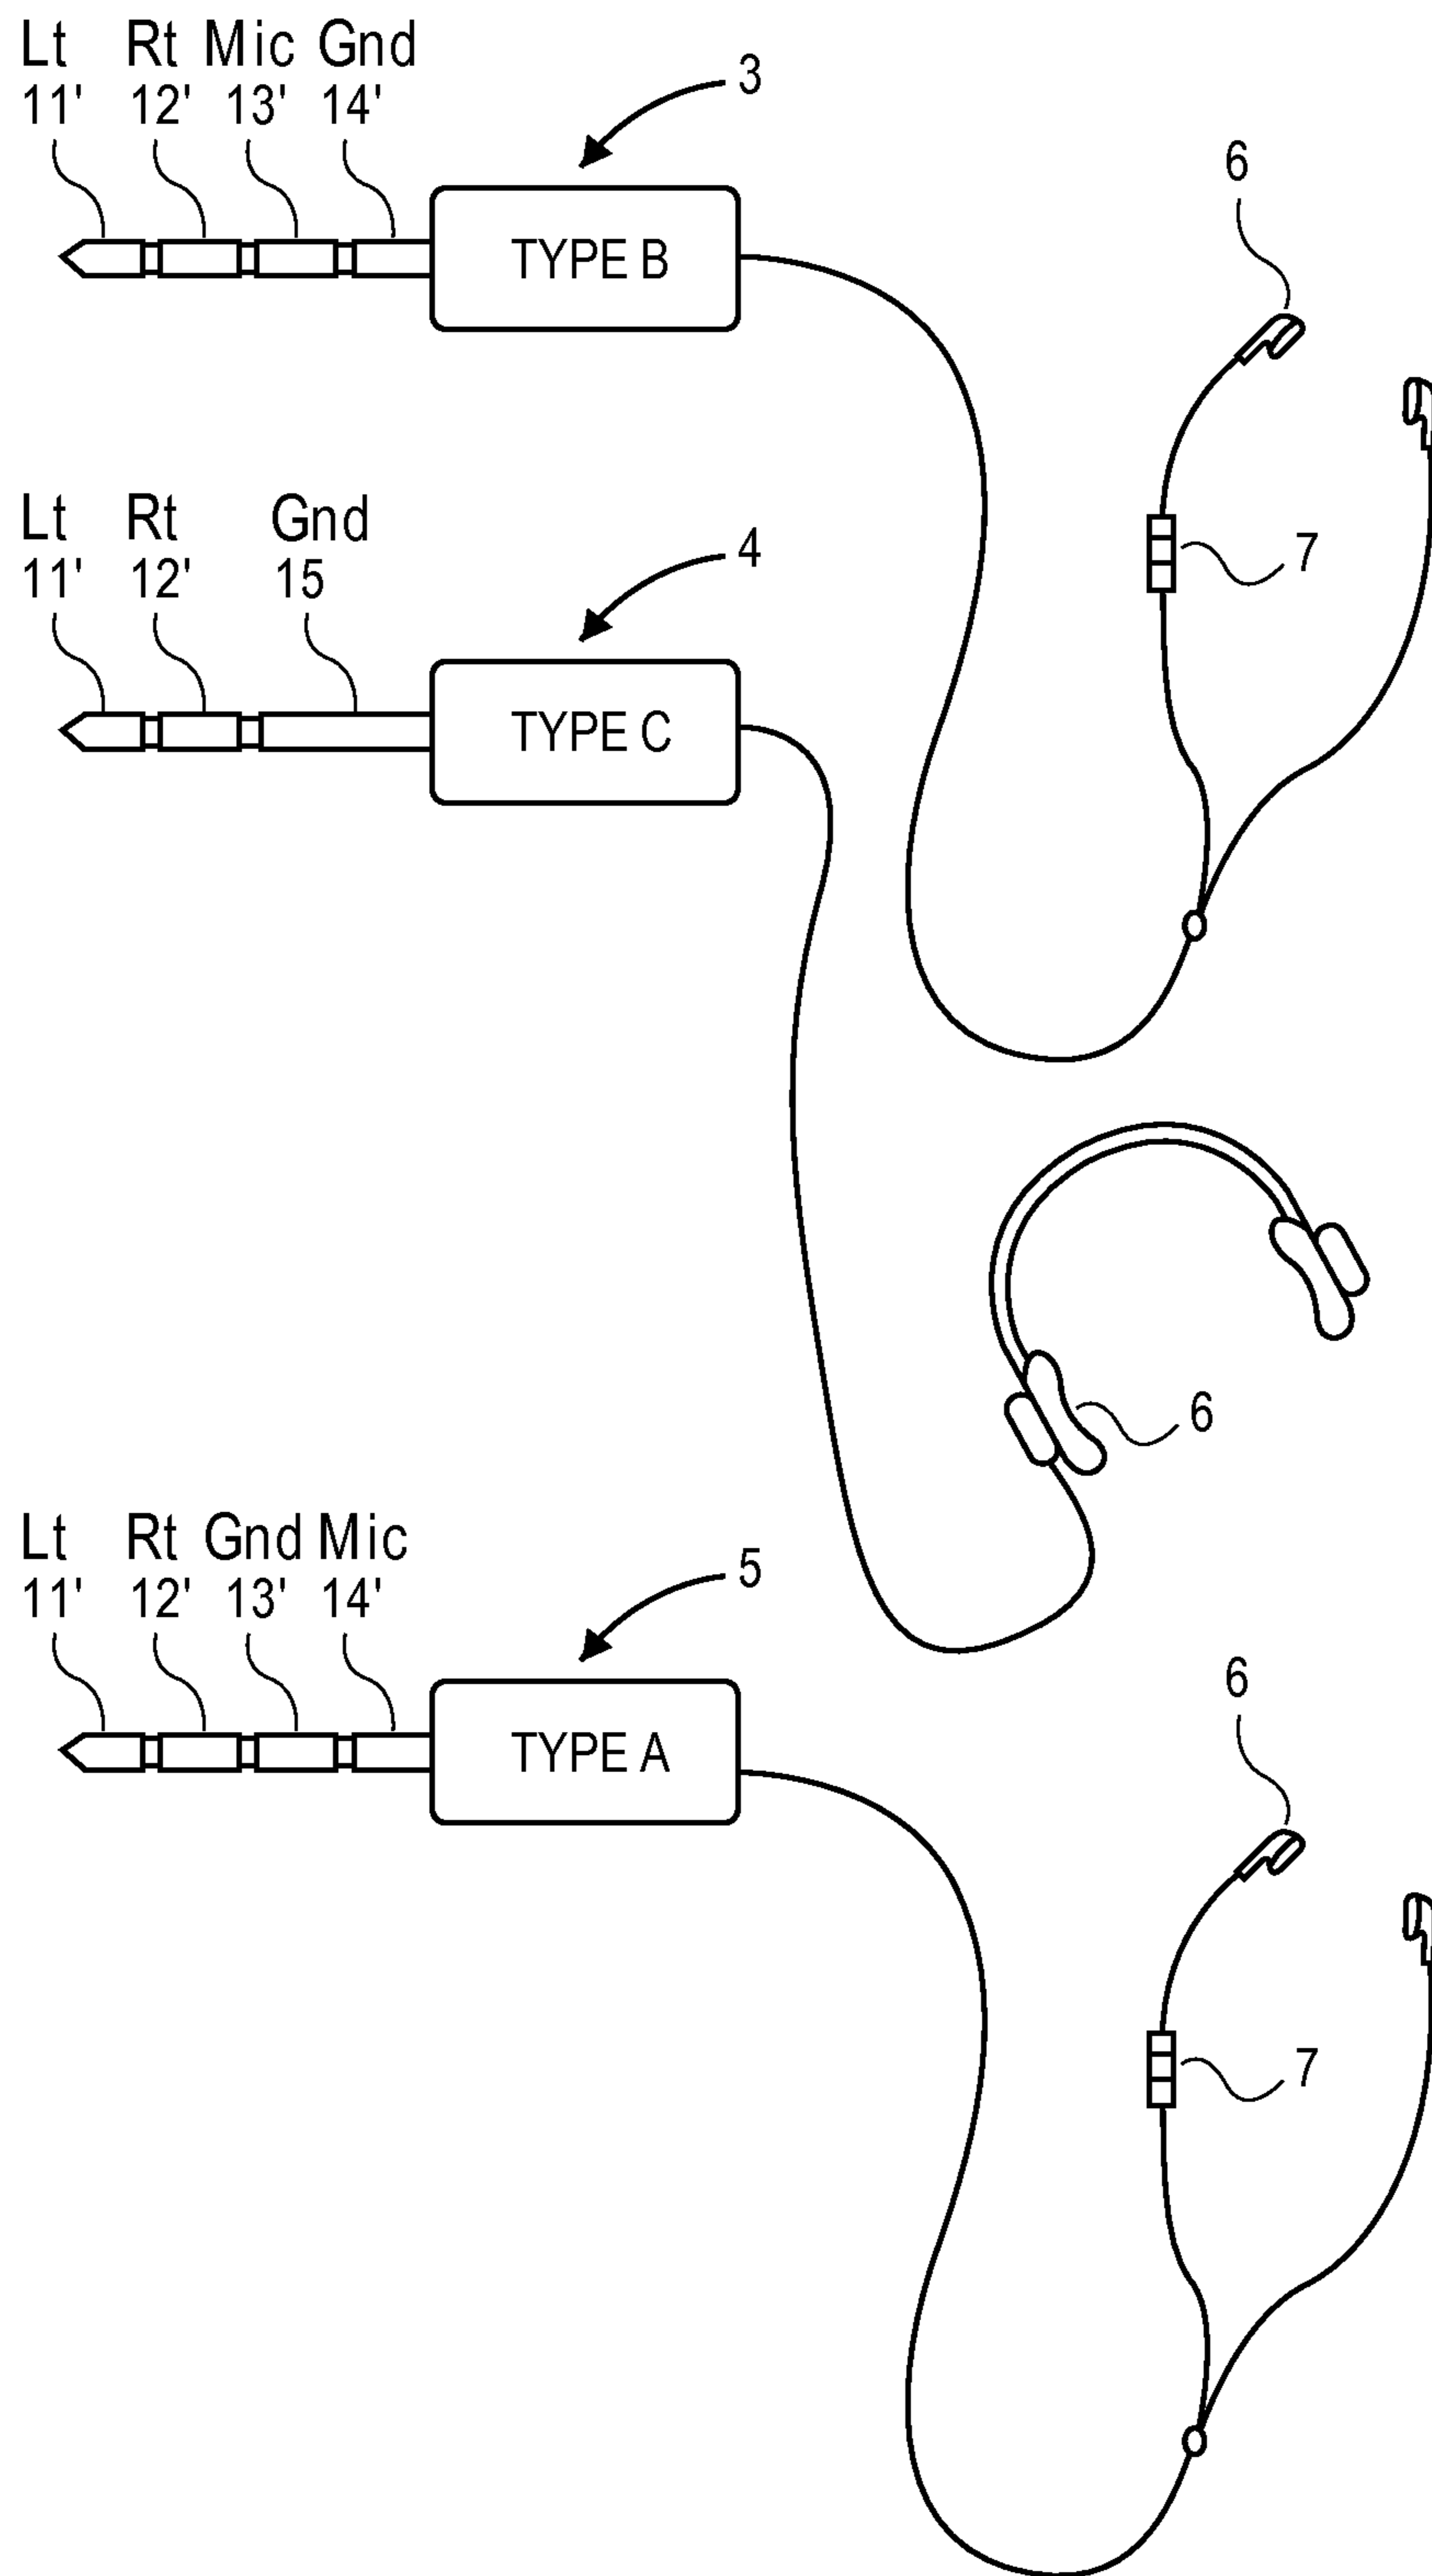 Lt Rt Mic Gnd
11' 12' 13' 14'
3
TYPE B
6
7
Lt Rt Gnd
11' 12' 15
4
TYPE C
6
Lt Rt Gnd Mic
11' 12' 13' 14'
5
TYPE A
6
7